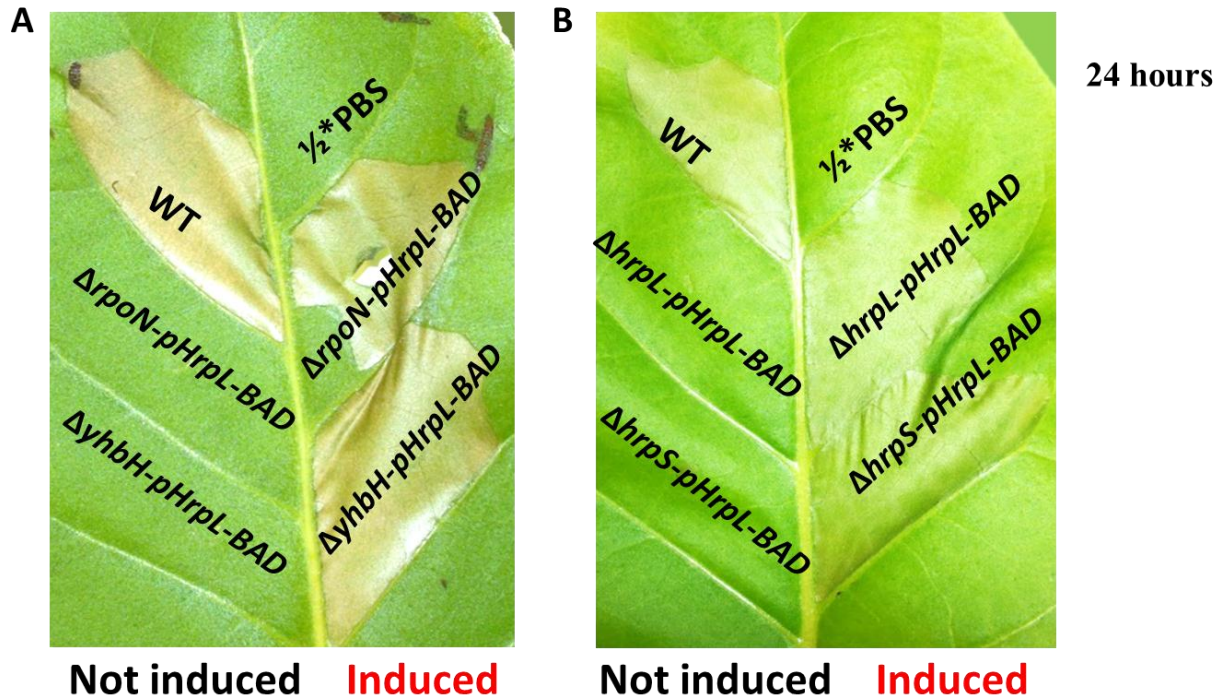 A
B
24 hours
WT
½*PBS
ΔrpoN-pHrpL-BAD
ΔrpoN-pHrpL-BAD
ΔyhbH-pHrpL-BAD
ΔyhbH-pHrpL-BAD
Not induced
Induced
WT
½*PBS
ΔhrpL-pHrpL-BAD
ΔhrpL-pHrpL-BAD
ΔhrpS-pHrpL-BAD
ΔhrpS-pHrpL-BAD
Not induced
Induced